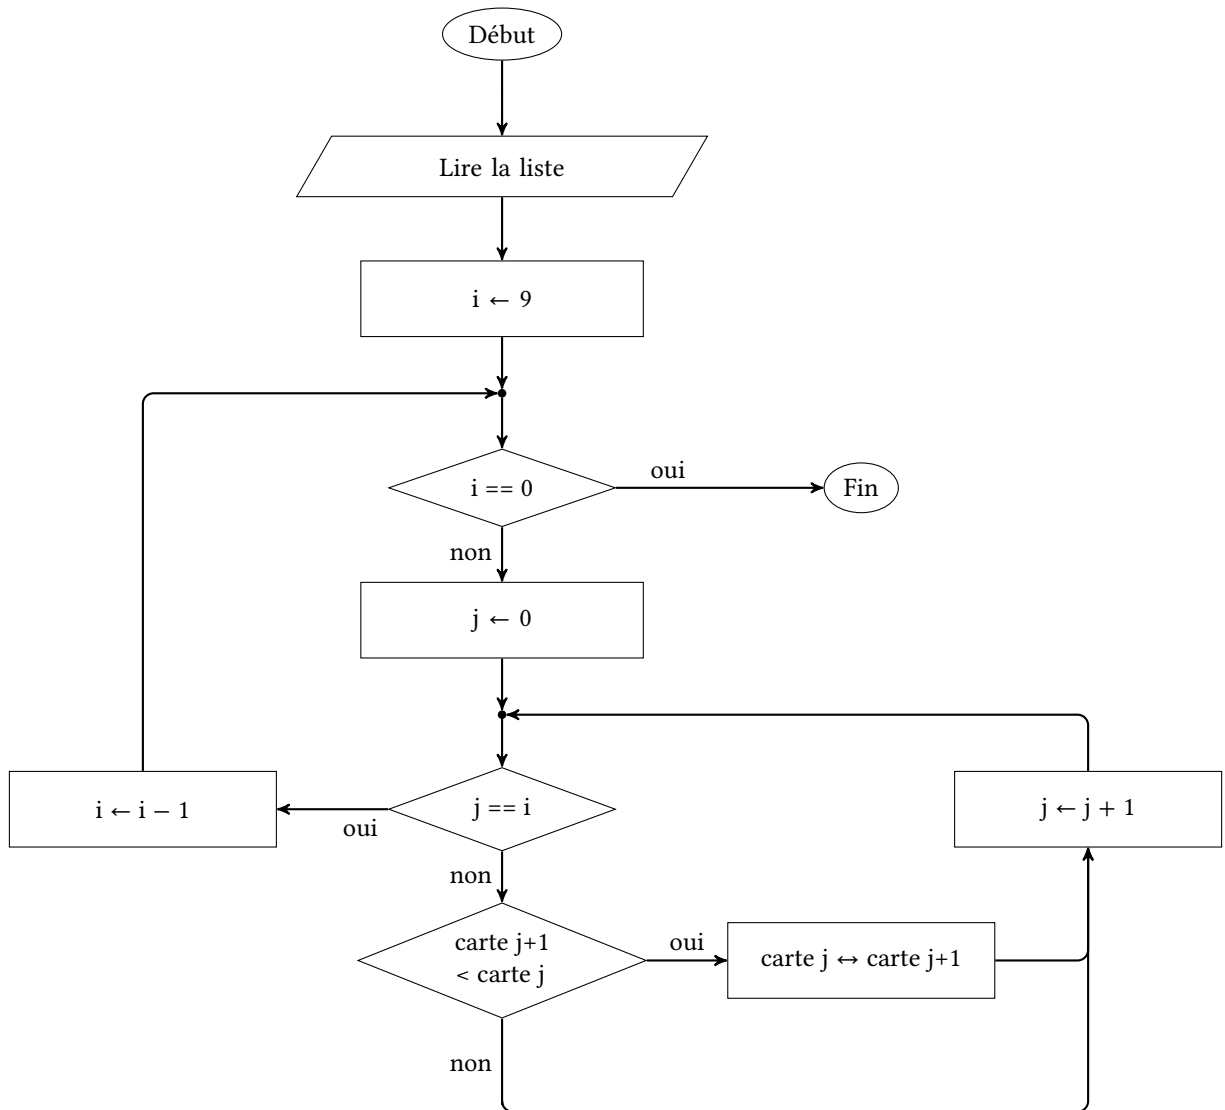 Début
Lire la liste
i ← 9
i == 0
oui
Fin
non
j ← 0
i ← i − 1
oui
j == i
j ← j + 1
non
carte j+1
< carte j
oui
carte j ↔ carte j+1
non